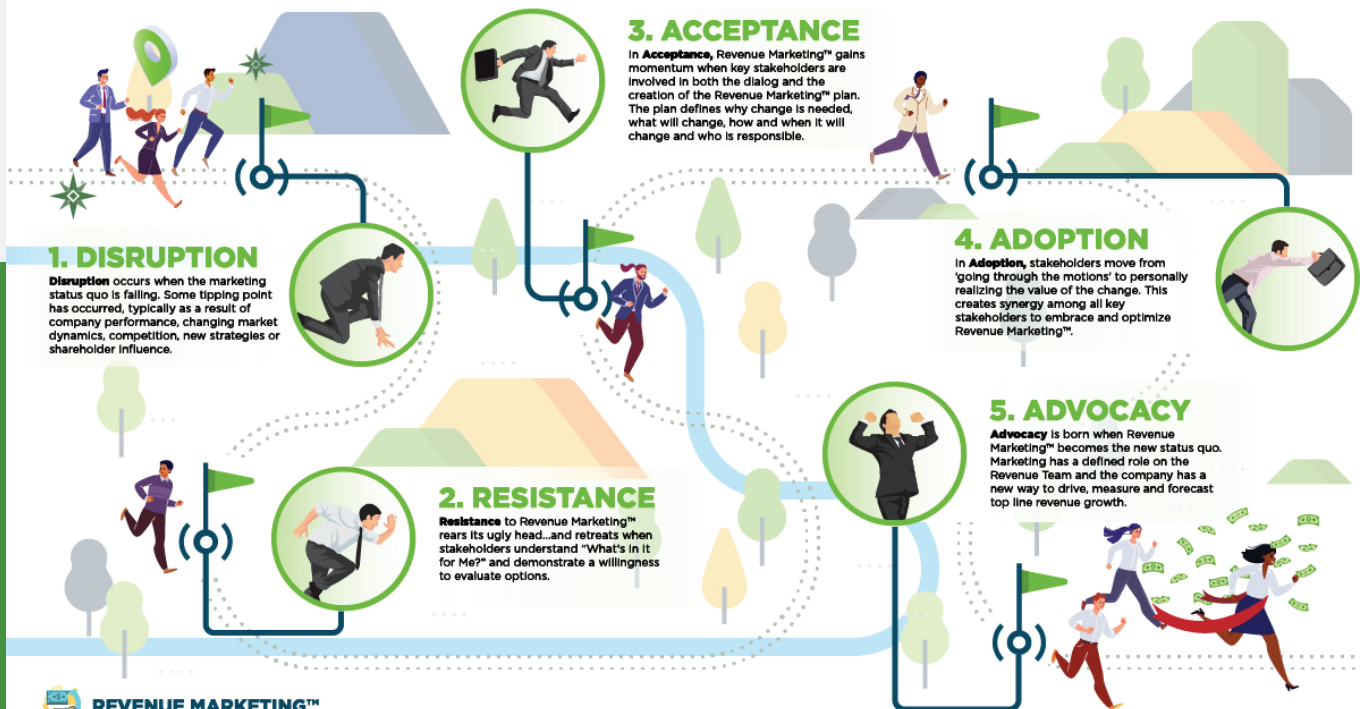 1. DISRUPTION
Disruption occurs when the marketing
status quo is failing. Some tipping point
has occurred, typically as a result of
company performance, changing market
dynamics, competition, new strategies or
shareholder influence.
2. RESISTANCE
Resistance to Revenue Marketing™
rears its ugly head...and retreats when
stakeholders understand "What's in it
for Me?" and demonstrate a willingness
to evaluate options.
3. ACCEPTANCE
In Acceptance, Revenue Marketing™ gains
momentum when key stakeholders are
involved in both the dialog and the
creation of the Revenue Marketing™ plan.
The plan defines why change is needed,
what will change, how and when it will
change and who is responsible.
4. ADOPTION
In Adoption, stakeholders move from
'going through the motions' to personally
realizing the value of the change. This
creates synergy among all key
stakeholders to embrace and optimize
Revenue Marketing™.
5. ADVOCACY
Advocacy is born when Revenue
Marketing™ becomes the new status quo.
Marketing has a defined role on the
Revenue Team and the company has a
new way to drive, measure and forecast
top line revenue growth.
REVENUE MARKETING™